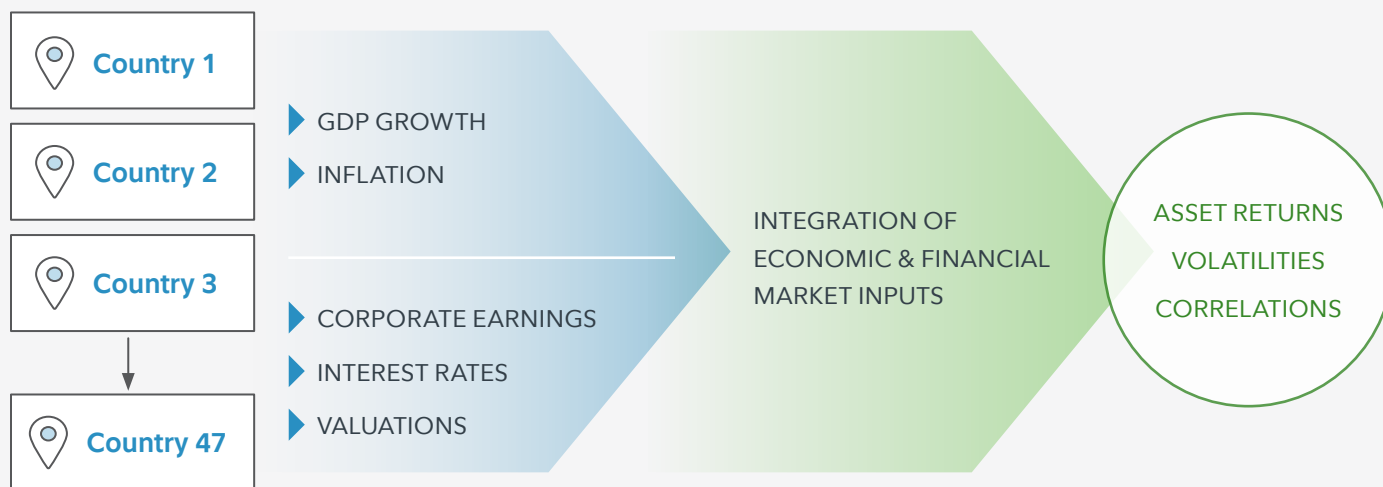 Country 1
Country 2
Country 3
Country 47
GDP GROWTH
INFLATION
CORPORATE EARNINGS
INTEREST RATES
VALUATIONS
INTEGRATION OF
ECONOMIC & FINANCIAL
MARKET INPUTS
ASSET RETURNS
VOLATILITIES
CORRELATIONS